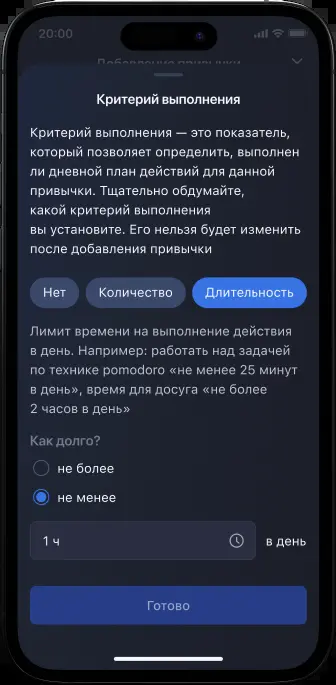 20:00
Добавление привычки
Критерий выполнения
Критерий выполнения — это показатель,
который позволяет определить, выполнен
ли дневной план действий для данной
привычки. Тщательно обдумайте,
какой критерий выполнения
вы установите. Его нельзя будет изменить
после добавления привычки
Нет Количество Длительность
Лимит времени на выполнение действия
в день. Например: работать над задачей
по технике pomodoro «не менее 25 минут
в день», время для досуга «не более
2 часов в день»
Как долго?
не более
не менее
1 ч в день
Готово